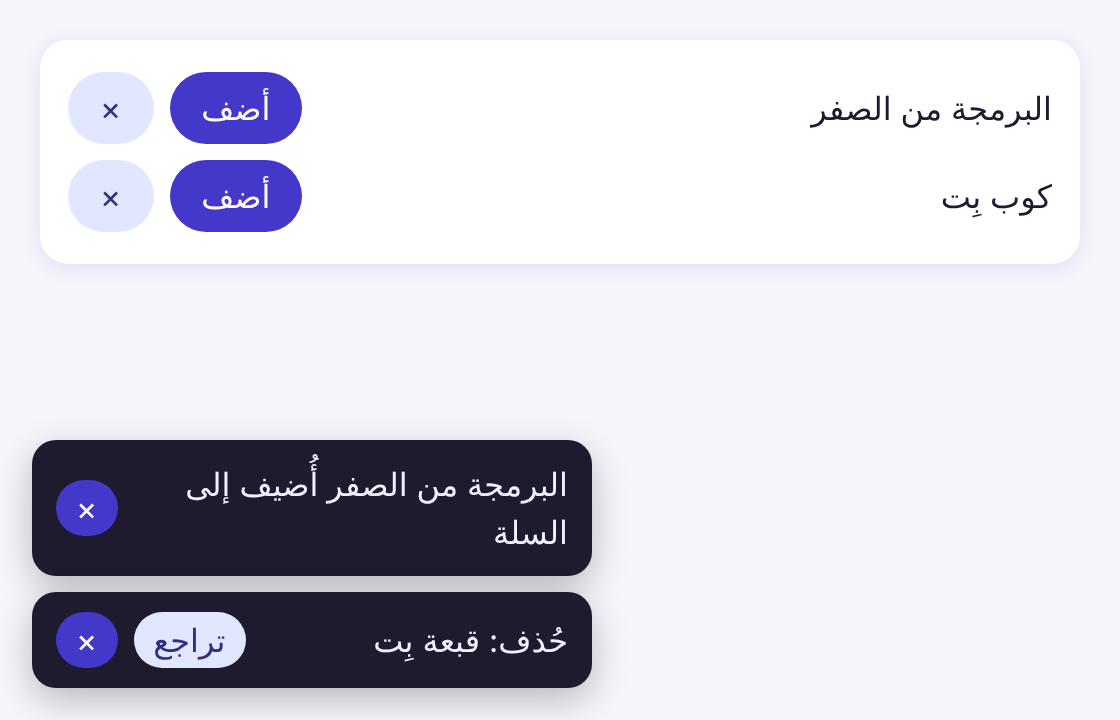 البرمجة من الصفر أضف ×
كوب بِت أضف ×
البرمجة من الصفر أُضيف إلى
السلة
×
حُذف: قبعة بِت تراجع ×